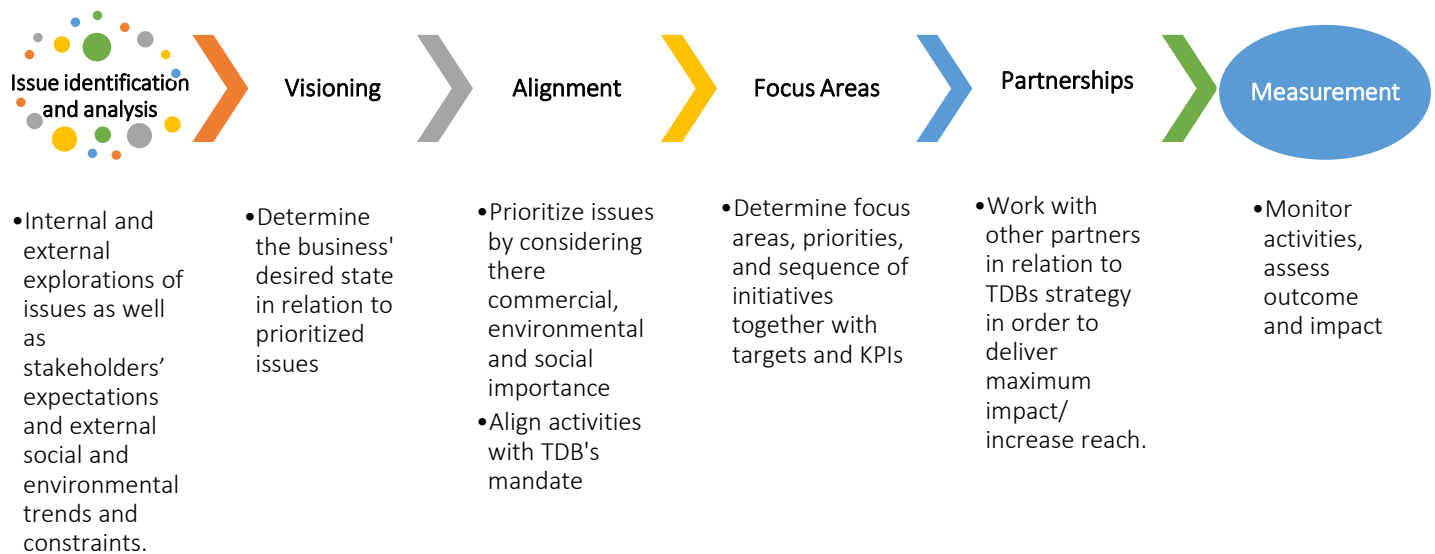 Issue identification
and analysis
Visioning
Alignment
Focus Areas
Partnerships
Measurement
•Internal and
external
explorations of
issues as well
as
stakeholders’
expectations
and external
social and
environmental
trends and
constraints.
•Determine
the business'
desired state
in relation to
prioritized
issues
•Prioritize issues
by considering
there
commercial,
environmental
and social
importance
•Align activities
with TDB's
mandate
•Determine focus
areas, priorities,
and sequence of
initiatives
together with
targets and KPIs
•Work with
other partners
in relation to
TDBs strategy
in order to
deliver
maximum
impact/
increase reach.
•Monitor
activities,
assess
outcome
and impact